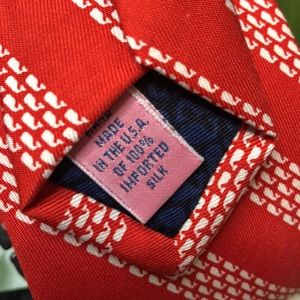 MADE
IN THE U.S.A.
OF 100%
IMPORTED
SILK